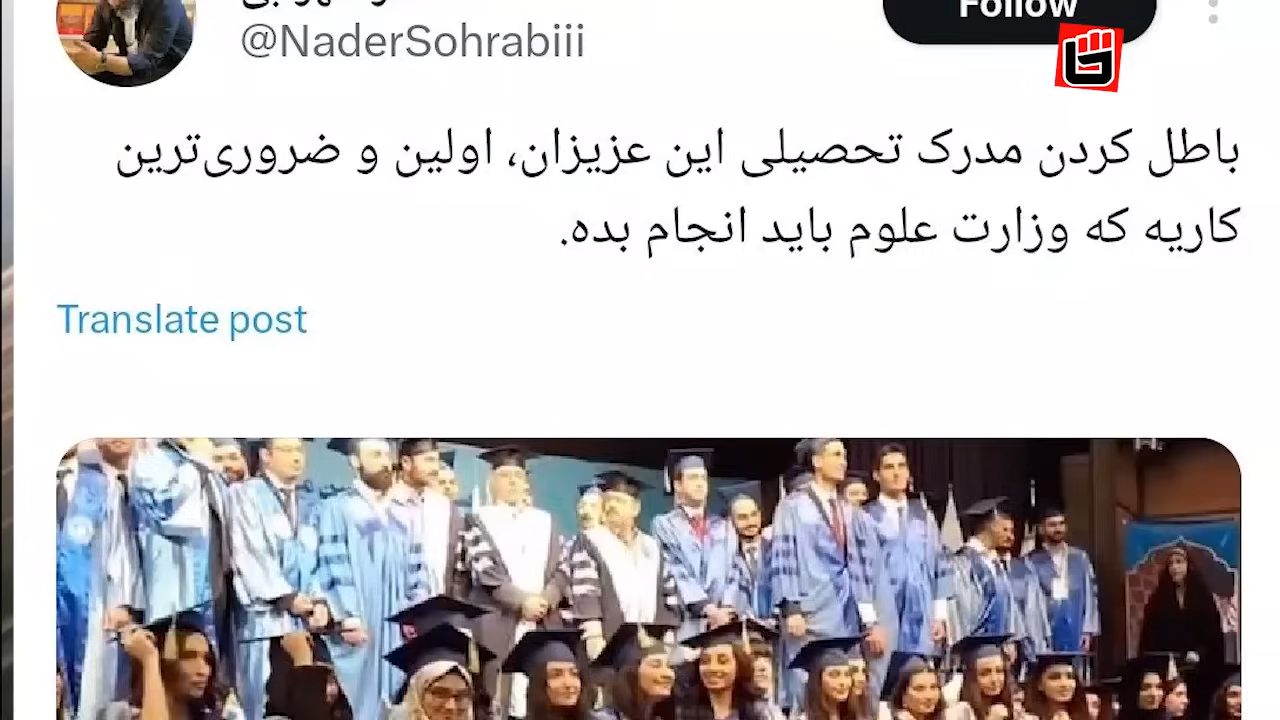 @NaderSohrabiii
Follow
باطل کردن مدرک تحصیلی این عزیزان، اولین و ضروری‌ترین
کاریه که وزارت علوم باید انجام بده.
Translate post